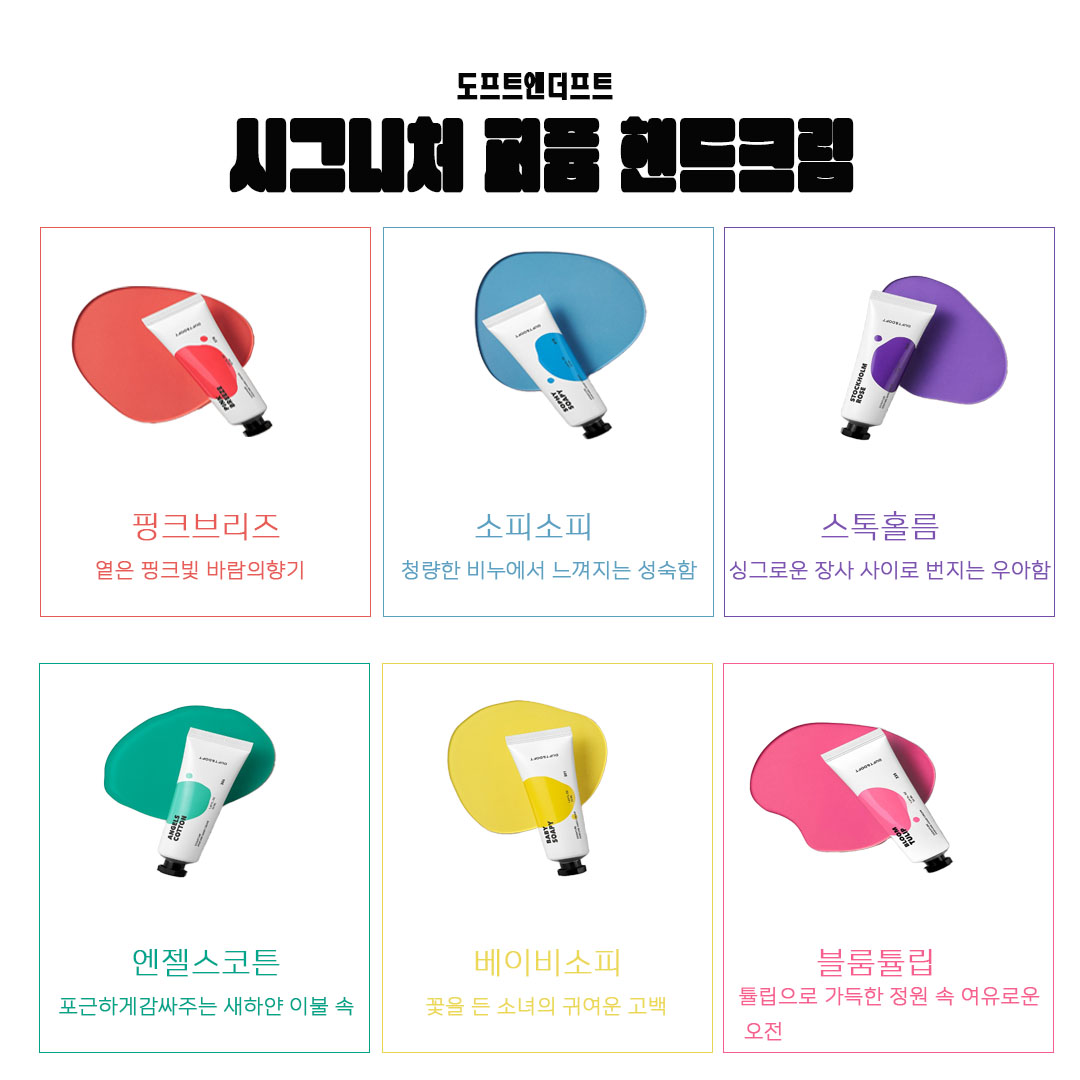 도프트엔더프트
시그니처 퍼퓸 핸드크림
DUFT&DOFT
PINK
BREEZE
DUFT&DOFT
SOPHY
SOAPY
DUFT&DOFT
STOCKHOLM
ROSE
핑크브리즈
소피소피
스톡홀름
옅은 핑크빛 바람의향기
청량한 비누에서 느껴지는 성숙함
싱그로운 장사 사이로 번지는 우아함
DUFT&DOFT
ANGELS
COTTON
DUFT&DOFT
BABY
SOAPY
DUFT&DOFT
BLOOM
TULIP
엔젤스코튼
베이비소피
블룸튤립
포근하게감싸주는 새하얀 이불 속
꽃을 든 소녀의 귀여운 고백
튤립으로 가득한 정원 속 여유로운
오전